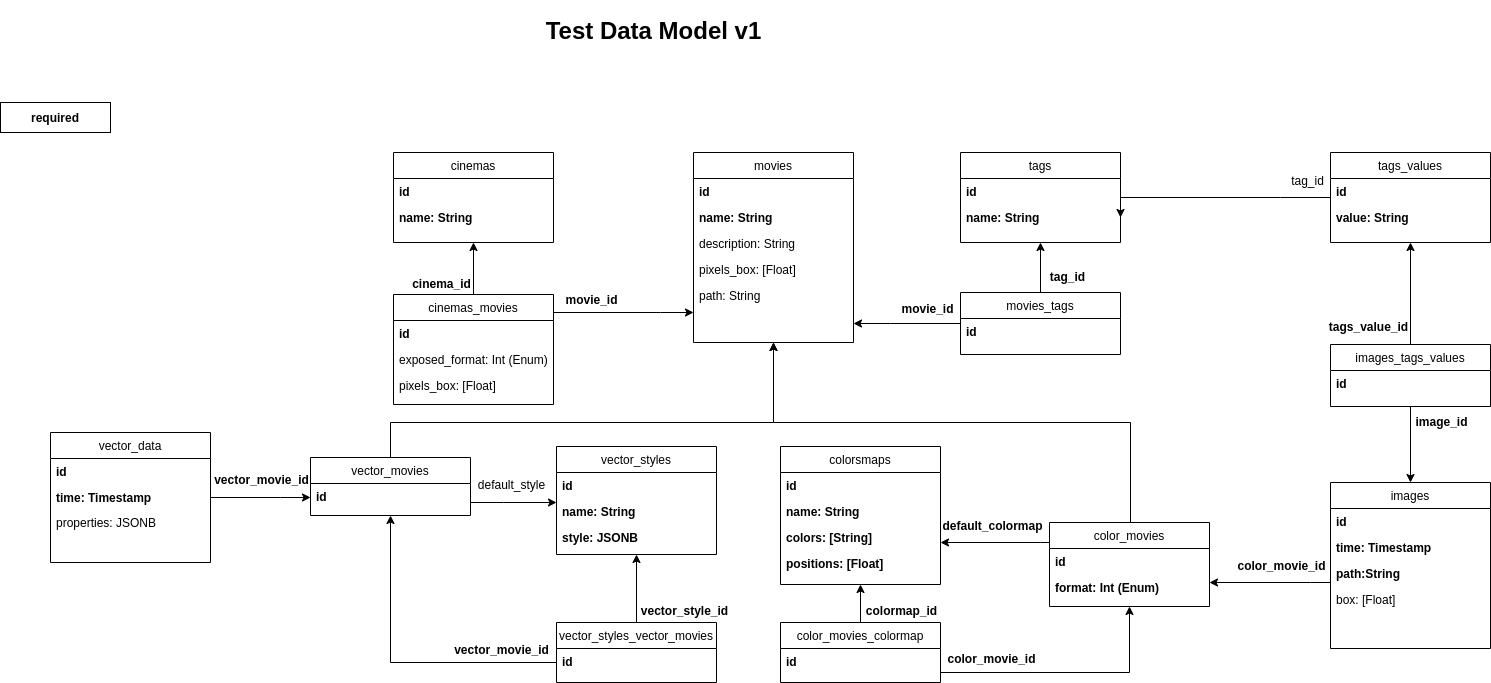 Test Data Model v1
required
cinemas
id
name: String
movies
id
name: String
description: String
pixels_box: [Float]
path: String
tags
id
name: String
tag_id
tags_values
id
value: String
cinema_id
cinemas_movies
id
exposed_format: Int (Enum)
pixels_box: [Float]
movie_id
movie_id
tag_id
movies_tags
id
tags_value_id
images_tags_values
id
image_id
vector_data
id
time: Timestamp
properties: JSONB
vector_movie_id
vector_movies
id
default_style
vector_styles
id
name: String
style: JSONB
colorsmaps
id
name: String
colors: [String]
positions: [Float]
default_colormap
color_movies
id
format: Int (Enum)
color_movie_id
images
id
time: Timestamp
path:String
box: [Float]
vector_style_id
vector_styles_vector_movies
id
vector_movie_id
colormap_id
color_movies_colormap
id
color_movie_id